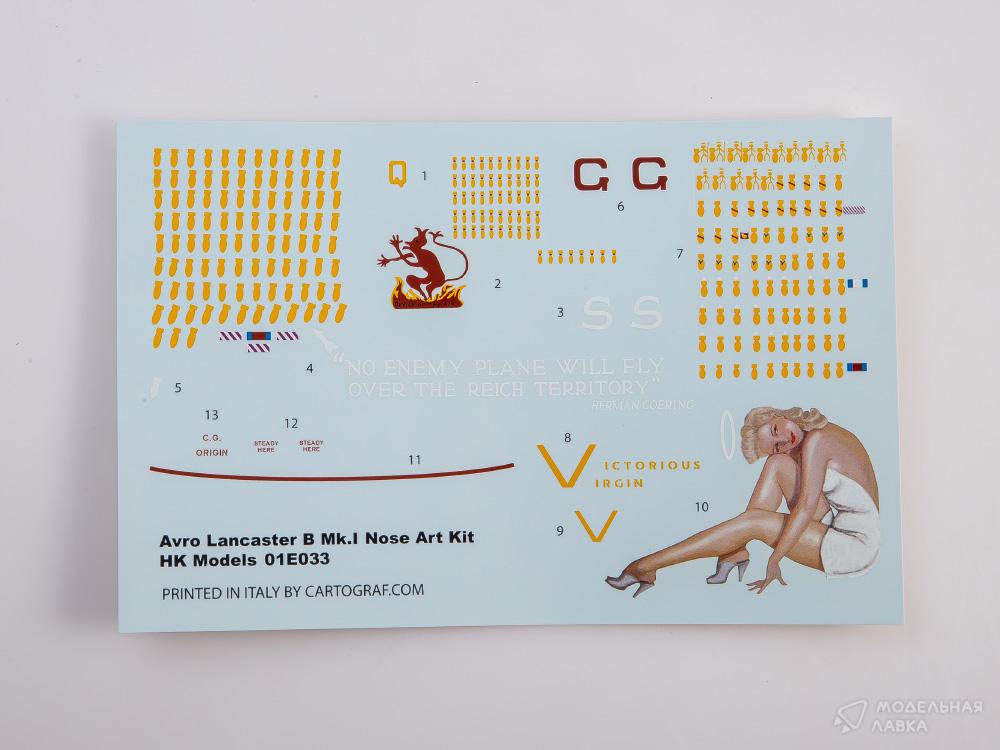 Q
1
G G
6
7
2
3
S S
4
"NO ENEMY PLANE WILL FLY
OVER THE REICH TERRITORY"
HERMAN GOERING
5
13
C.G.
ORIGIN
12
STEADY
HERE
STEADY
HERE
11
8
VICTORIOUS
VIRGIN
9
V
10
Avro Lancaster B Mk.I Nose Art Kit
HK Models 01E033
PRINTED IN ITALY BY CARTOGRAF.COM
МОДЕЛЬНАЯ
ЛАВКА